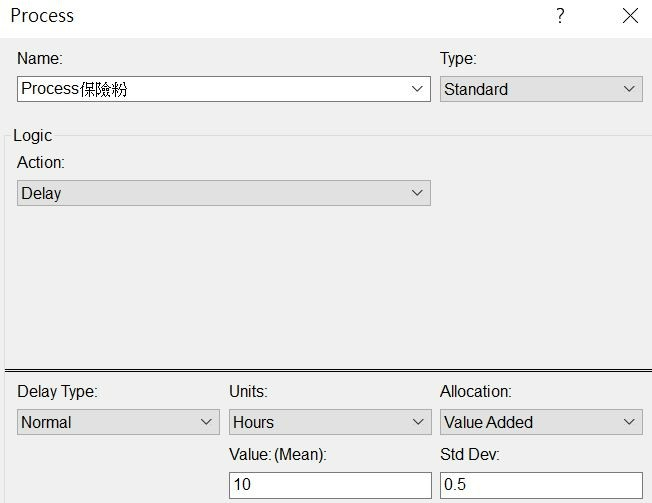 Process ?
Name: Type:
Process保險粉 Standard
Logic
Action:
Delay
Delay Type: Units: Allocation:
Normal Hours Value Added
Value: (Mean): Std Dev:
10 0.5